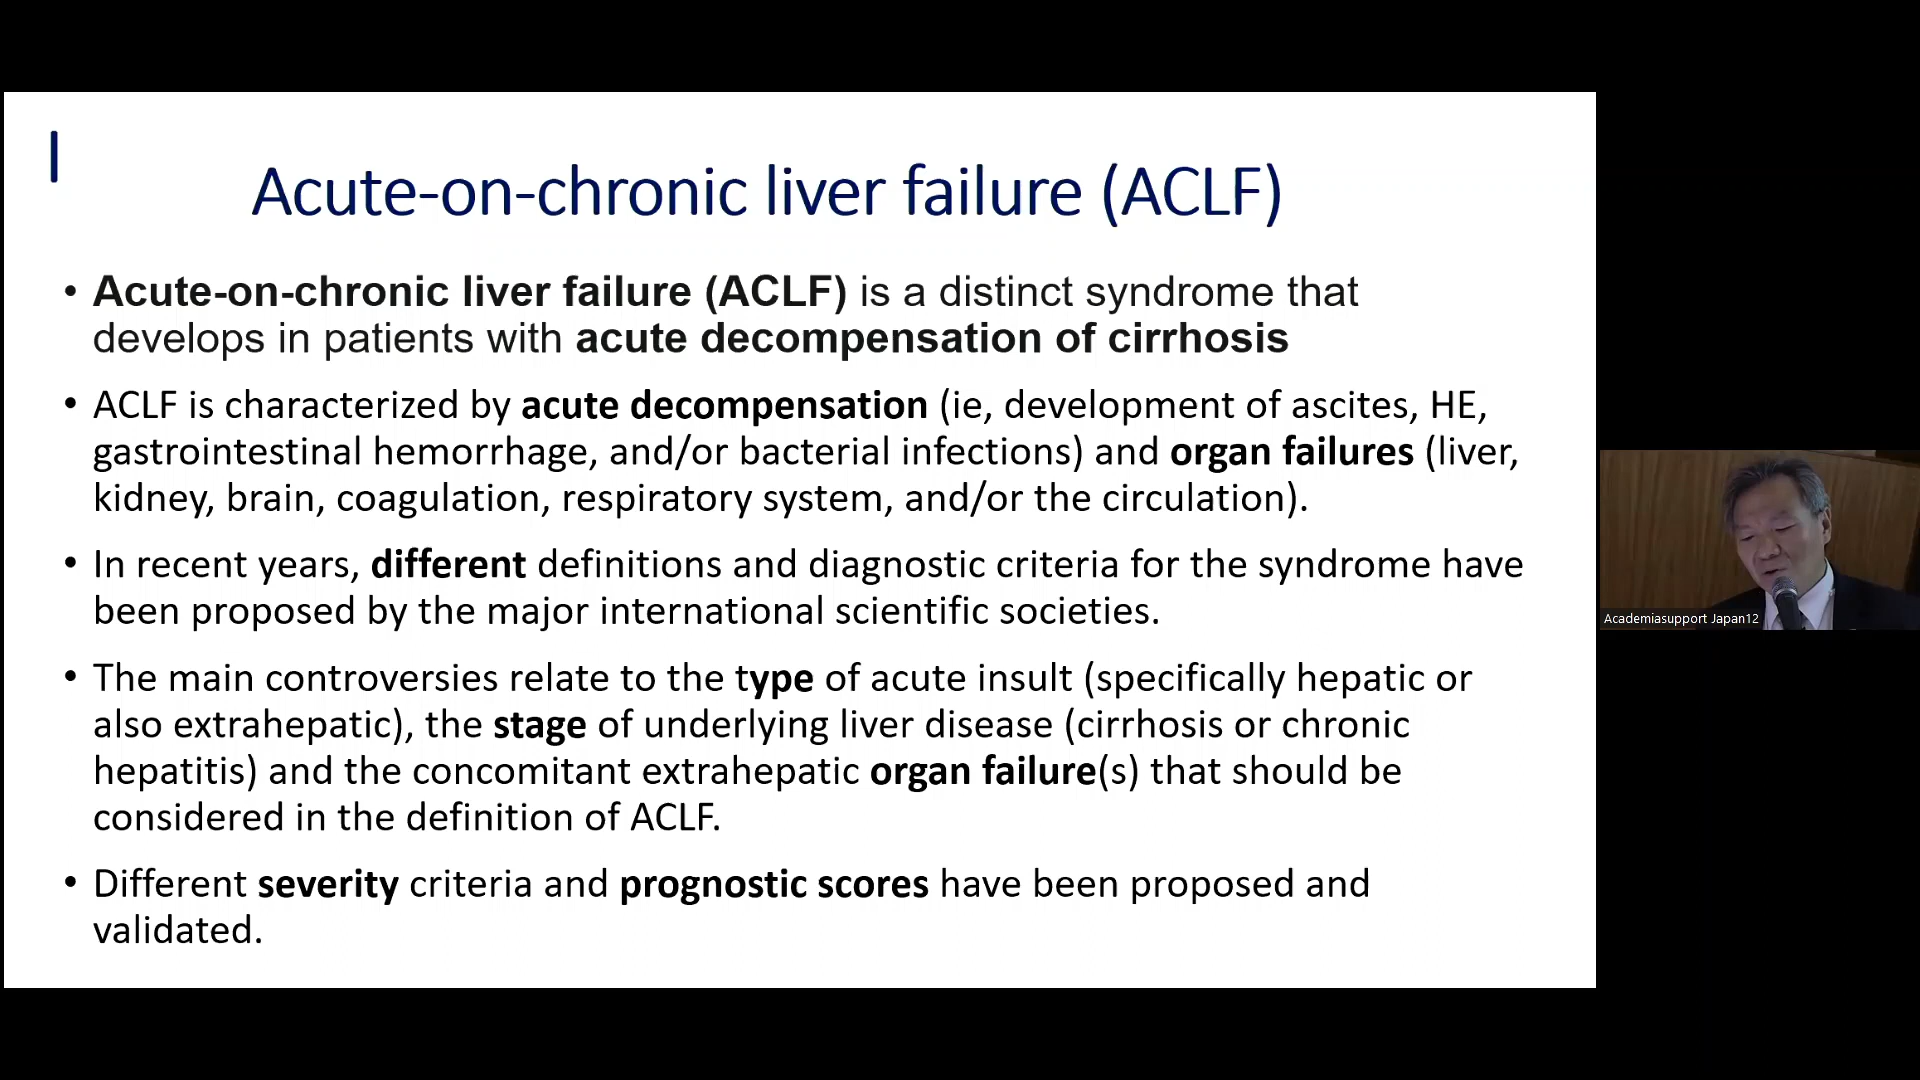 Acute-on-chronic liver failure (ACLF)
• Acute-on-chronic liver failure (ACLF) is a distinct syndrome that
develops in patients with acute decompensation of cirrhosis
• ACLF is characterized by acute decompensation (ie, development of ascites, HE,
gastrointestinal hemorrhage, and/or bacterial infections) and organ failures (liver,
kidney, brain, coagulation, respiratory system, and/or the circulation).
• In recent years, different definitions and diagnostic criteria for the syndrome have
been proposed by the major international scientific societies.
• The main controversies relate to the type of acute insult (specifically hepatic or
also extrahepatic), the stage of underlying liver disease (cirrhosis or chronic
hepatitis) and the concomitant extrahepatic organ failure(s) that should be
considered in the definition of ACLF.
• Different severity criteria and prognostic scores have been proposed and
validated.
Academiasupport Japan12